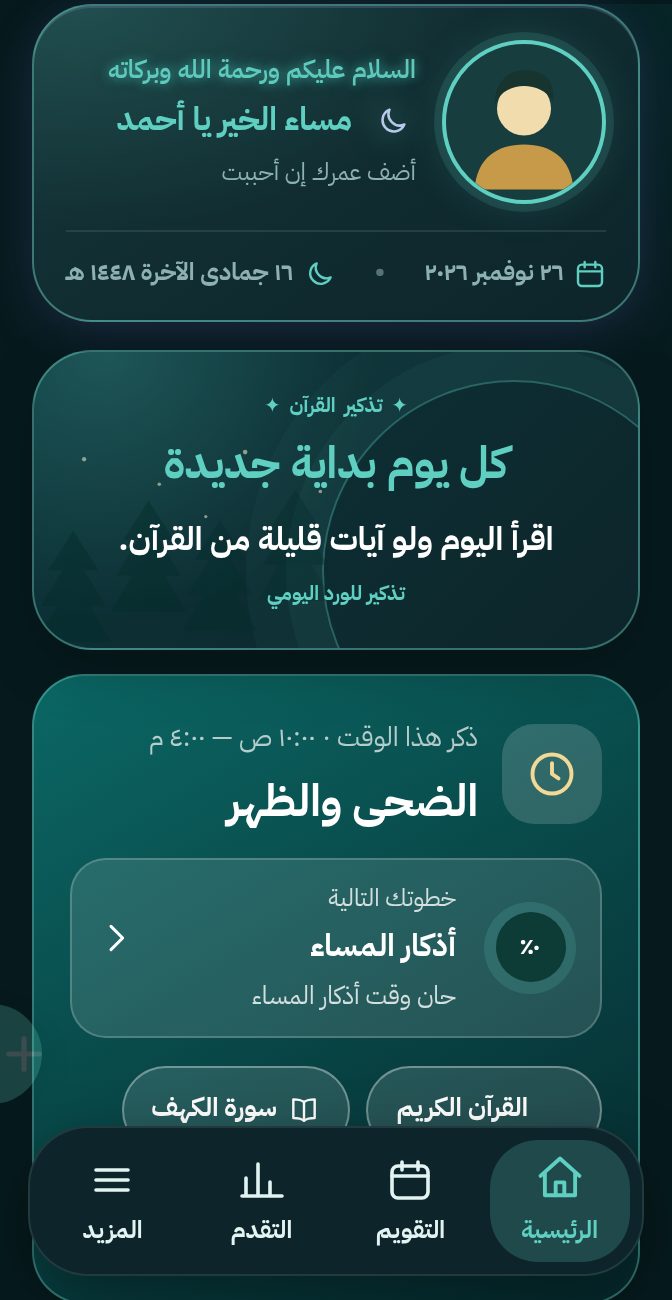 السلام عليكم ورحمة الله وبركاته
مساء الخير يا أحمد
أضف عمرك إن أحببت
٢٦ نوفمبر ٢٠٢٦ • ١٦ جمادى الآخرة ١٤٤٨ هـ
✦ تذكير القرآن ✦
كل يوم بداية جديدة
اقرأ اليوم ولو آيات قليلة من القرآن.
تذكير للورد اليومي
ذكر هذا الوقت · ١٠:٠٠ ص — ٤:٠٠ م
الضحى والظهر
خطوتك التالية
أذكار المساء
حان وقت أذكار المساء
٠٪
القرآن الكريم
سورة الكهف
الرئيسية
التقويم
التقدم
المزيد